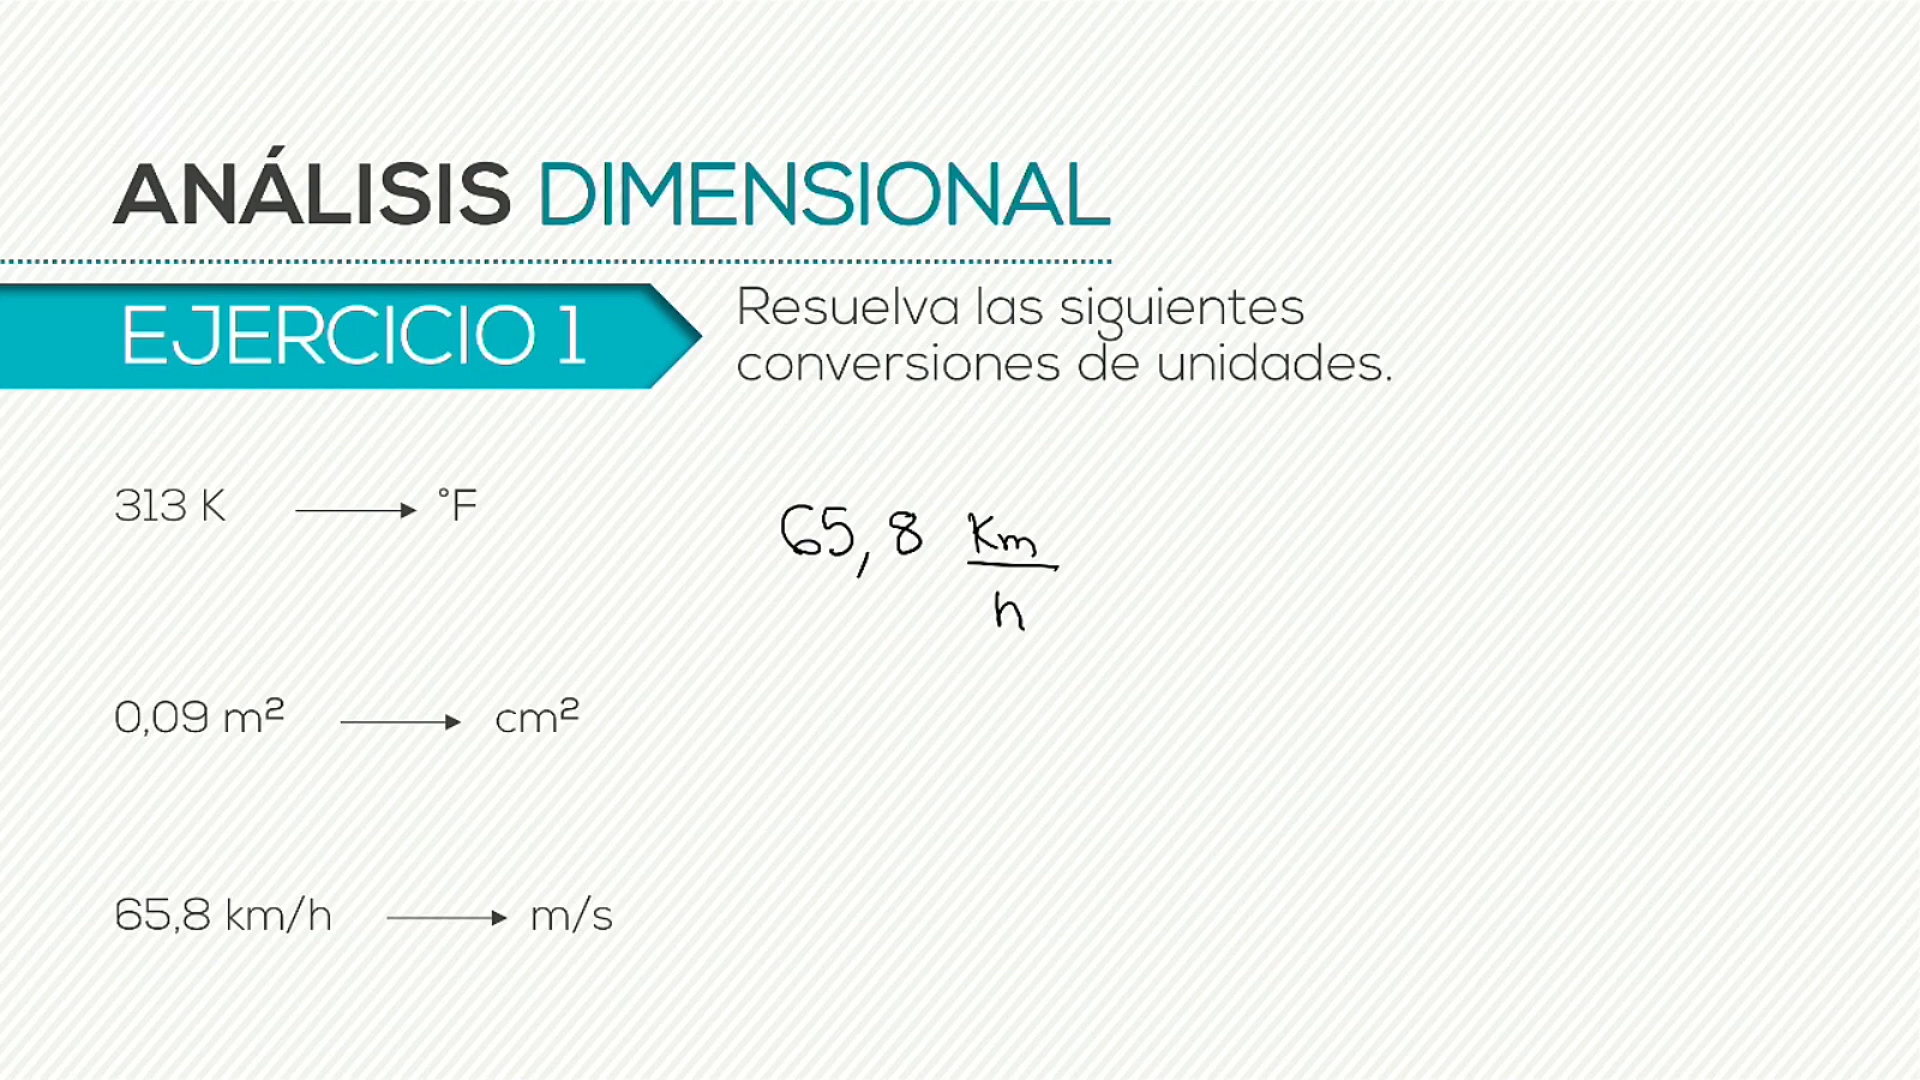 ANÁLISIS DIMENSIONAL
EJERCICIO 1
Resuelva las siguientes
conversiones de unidades.
313 K → °F
0,09 m² → cm²
65,8 km/h → m/s
65,8 Km
h